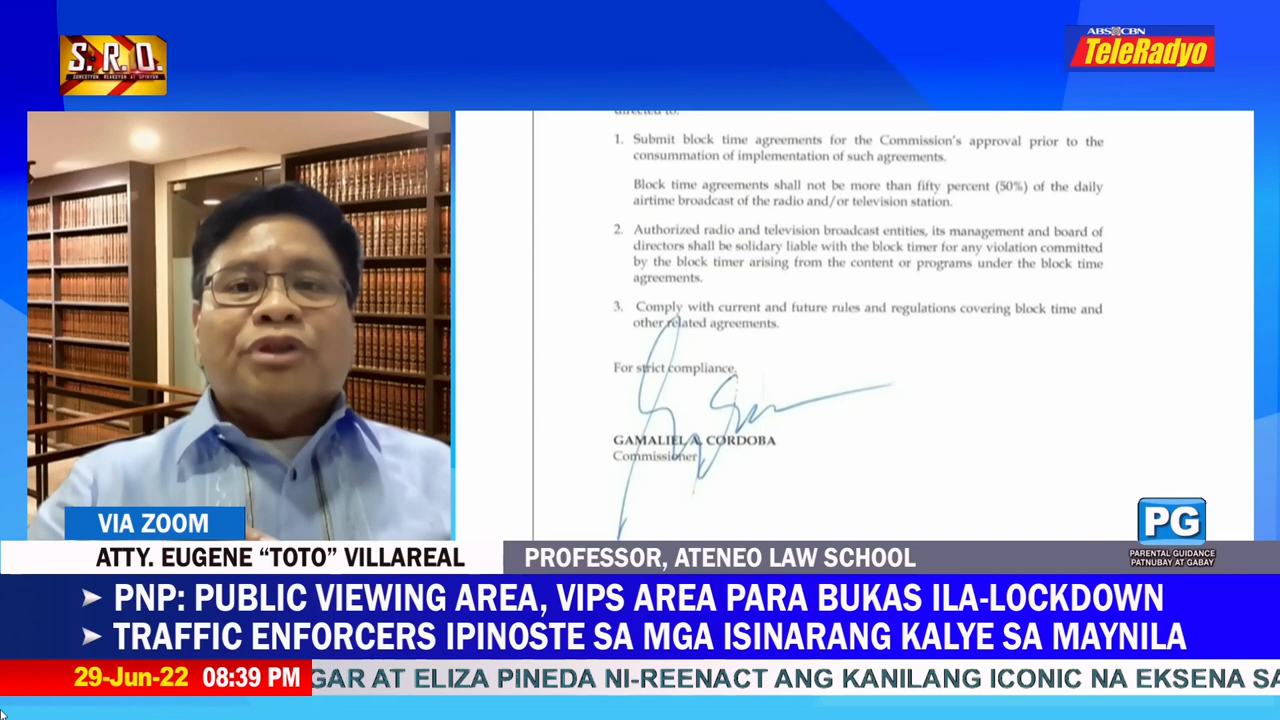 S.R.O.
SUHESTYON, REAKSYON AT OPINYON
ABS-CBN
TeleRadyo
directed to:
1. Submit block time agreements for the Commission's approval prior to the
consummation of implementation of such agreements.
Block time agreements shall not be more than fifty percent (50%) of the daily
airtime broadcast of the radio and/or television station.
2. Authorized radio and television broadcast entities, its management and board of
directors shall be solidary liable with the block timer for any violation committed
by the block timer arising from the content or programs under the block time
agreements.
3. Comply with current and future rules and regulations covering block time and
other related agreements.
For strict compliance.
GAMALIEL A. CORDOBA
Commissioner
PG
PARENTAL GUIDANCE
PATNUBAY AT GABAY
VIA ZOOM
ATTY. EUGENE “TOTO” VILLAREAL
PROFESSOR, ATENEO LAW SCHOOL
PNP: PUBLIC VIEWING AREA, VIPS AREA PARA BUKAS ILA-LOCKDOWN
TRAFFIC ENFORCERS IPINOSTE SA MGA ISINARANG KALYE SA MAYNILA
29-Jun-22 08:39 PM
GAR AT ELIZA PINEDA NI-REENACT ANG KANILANG ICONIC NA EKSENA SA